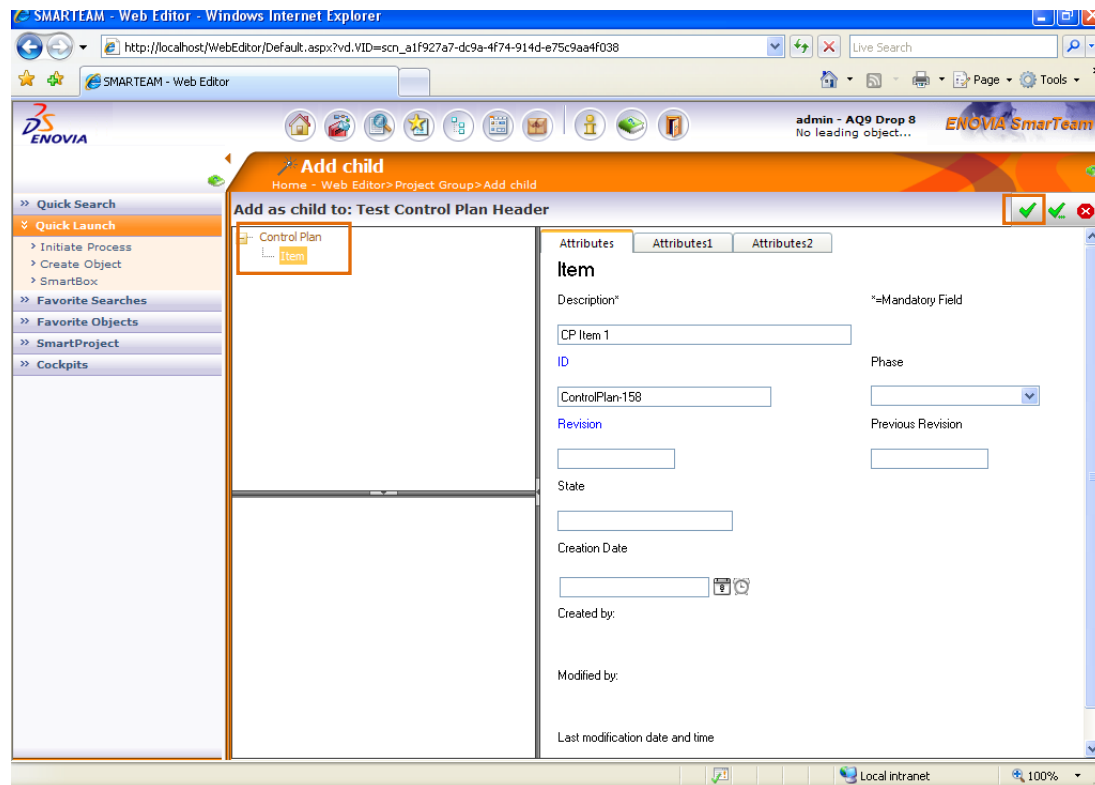 SMARTEAM - Web Editor - Windows Internet Explorer
http://localhost/WebEditor/Default.aspx?vd.VID=scn_a1f927a7-dc9a-4f74-914d-e75c9aa4f038
Live Search
SMARTEAM - Web Editor
Page
Tools
ENOVIA
admin - AQ9 Drop 8
No leading object...
ENOVIA SmarTeam
Add child
Home - Web Editor>Project Group>Add child
Quick Search
Quick Launch
Initiate Process
Create Object
SmartBox
Favorite Searches
Favorite Objects
SmartProject
Cockpits
Add as child to: Test Control Plan Header
Control Plan
Item
Attributes
Attributes1
Attributes2
Item
Description*
*=Mandatory Field
CP Item 1
ID
Phase
ControlPlan-158
Revision
Previous Revision
State
Creation Date
Created by:
Modified by:
Last modification date and time
Local intranet
100%